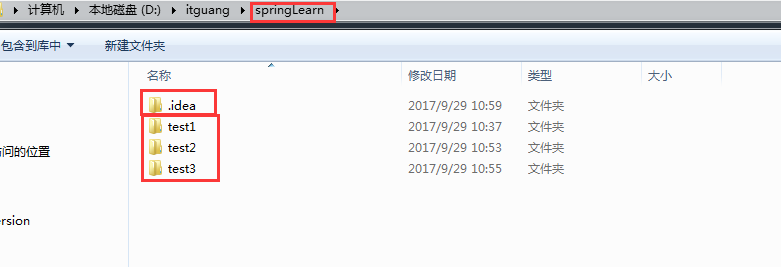 计算机 ▸ 本地磁盘 (D:) ▸ itguang ▸ springLearn ▸
包含到库中 新建文件夹
名称 修改日期 类型 大小
.idea 2017/9/29 10:59 文件夹
test1 2017/9/29 10:37 文件夹
test2 2017/9/29 10:53 文件夹
test3 2017/9/29 10:55 文件夹
问的位置
ersion